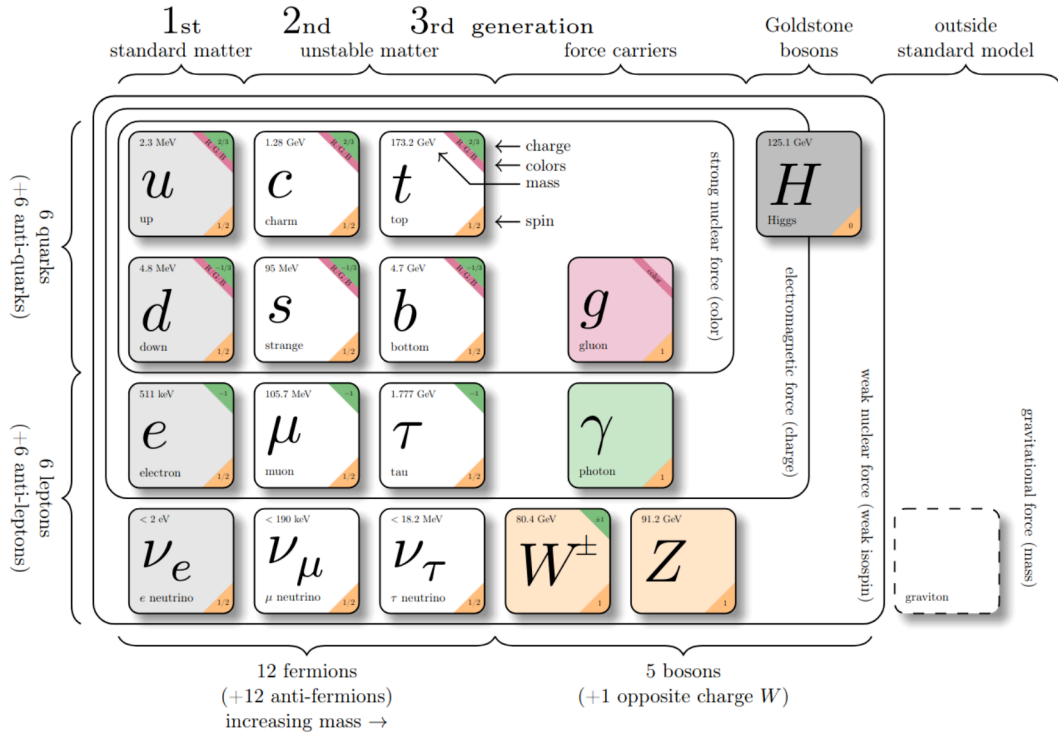 1st 2nd 3rd generation
standard matter unstable matter force carriers Goldstone bosons outside standard model
6 quarks
(+6 anti-quarks)
6 leptons
(+6 anti-leptons)
2.3 MeV 2/3 R/G/B
u
up 1/2
1.28 GeV 2/3 R/G/B
c
charm 1/2
173.2 GeV 2/3 R/G/B
t
top 1/2
charge
colors
mass
spin
strong nuclear force (color)
125.1 GeV
H
Higgs 0
4.8 MeV −1/3 R/G/B
d
down 1/2
95 MeV −1/3 R/G/B
s
strange 1/2
4.7 GeV −1/3 R/G/B
b
bottom 1/2
color
g
gluon 1
electromagnetic force (charge)
511 keV −1
e
electron 1/2
105.7 MeV −1
μ
muon 1/2
1.777 GeV −1
τ
tau 1/2
γ
photon 1
weak nuclear force (weak isospin)
gravitational force (mass)
< 2 eV
νe
e neutrino 1/2
< 190 keV
νμ
μ neutrino 1/2
< 18.2 MeV
ντ
τ neutrino 1/2
80.4 GeV ±1
W±
1
91.2 GeV
Z
1
graviton
12 fermions
(+12 anti-fermions)
increasing mass →
5 bosons
(+1 opposite charge W)